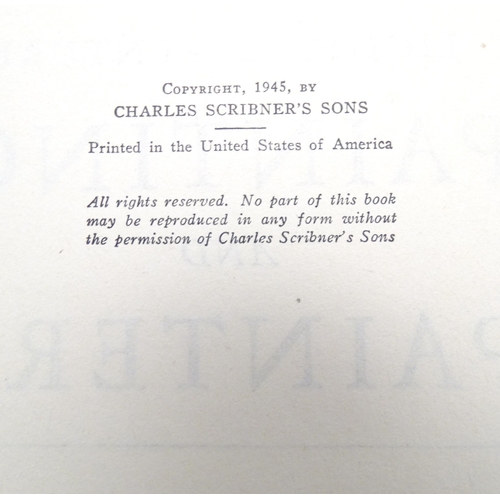 COPYRIGHT, 1945, BY
CHARLES SCRIBNER'S SONS
Printed in the United States of America
All rights reserved. No part of this book
may be reproduced in any form without
the permission of Charles Scribner's Sons